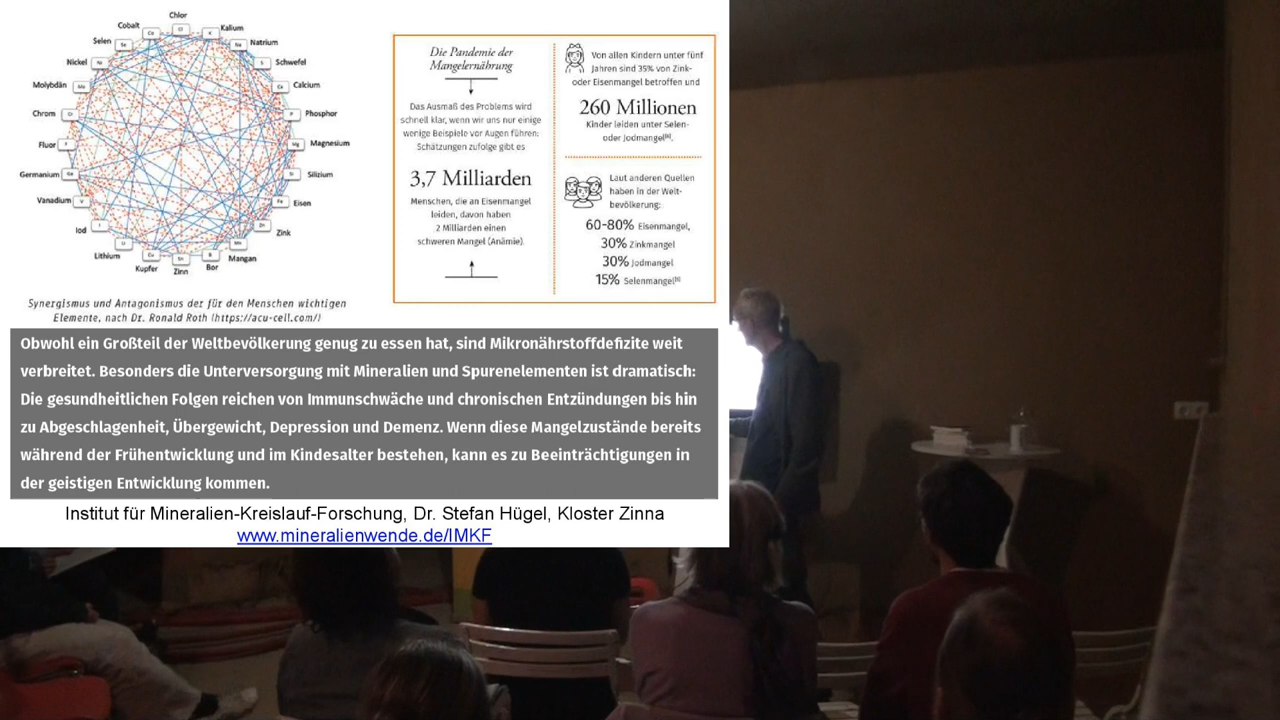 Chlor
Kalium
Natrium
Schwefel
Calcium
Phosphor
Magnesium
Silizium
Eisen
Zink
Mangan
Bor
Zinn
Kupfer
Lithium
Iod
Vanadium
Germanium
Fluor
Chrom
Molybdän
Nickel
Selen
Cobalt
Synergismus und Antagonismus der für den Menschen wichtigen
Elemente, nach Dr. Ronald Roth (https://acu-cell.com/)
Die Pandemie der
Mangelernährung
Das Ausmaß des Problems wird
schnell klar, wenn wir uns nur einige
wenige Beispiele vor Augen führen:
Schätzungen zufolge gibt es
3,7 Milliarden
Menschen, die an Eisenmangel
leiden, davon haben
2 Milliarden einen
schweren Mangel (Anämie).
Von allen Kindern unter fünf
Jahren sind 35% von Zink-
oder Eisenmangel betroffen und
260 Millionen
Kinder leiden unter Selen-
oder Jodmangel
Laut anderen Quellen
haben in der Welt-
bevölkerung:
60-80% Eisenmangel,
30% Zinkmangel
30% Jodmangel
15% Selenmangel
Obwohl ein Großteil der Weltbevölkerung genug zu essen hat, sind Mikronährstoffdefizite weit
verbreitet. Besonders die Unterversorgung mit Mineralien und Spurenelementen ist dramatisch:
Die gesundheitlichen Folgen reichen von Immunschwäche und chronischen Entzündungen bis hin
zu Abgeschlagenheit, Übergewicht, Depression und Demenz. Wenn diese Mangelzustände bereits
während der Frühentwicklung und im Kindesalter bestehen, kann es zu Beeinträchtigungen in
der geistigen Entwicklung kommen.
Institut für Mineralien-Kreislauf-Forschung, Dr. Stefan Hügel, Kloster Zinna
www.mineralienwende.de/IMKF